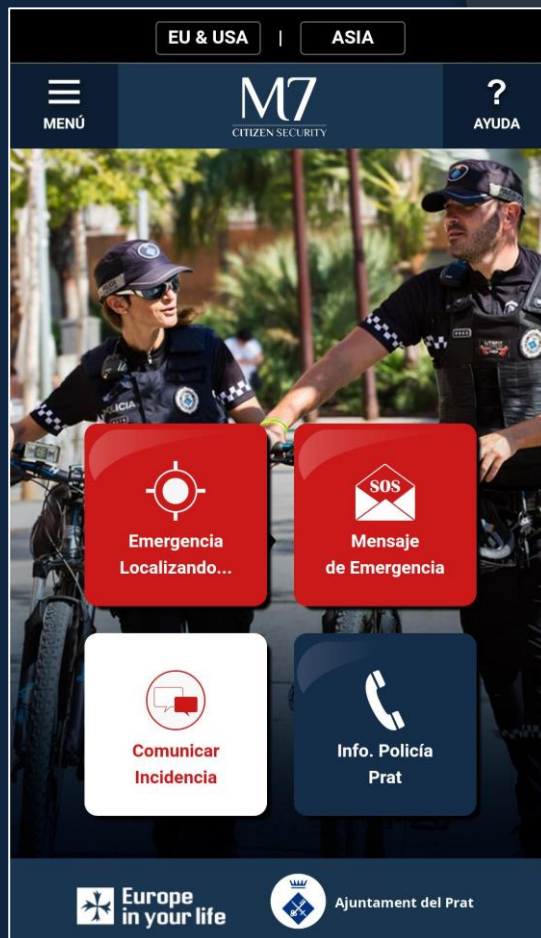 EU & USA | ASIA
MENÚ
M7
CITIZEN SECURITY
?
AYUDA
POLICIA
Emergencia
Localizando...
SOS
Mensaje
de Emergencia
Comunicar
Incidencia
Info. Policía
Prat
Europe
in your life
Ajuntament del Prat